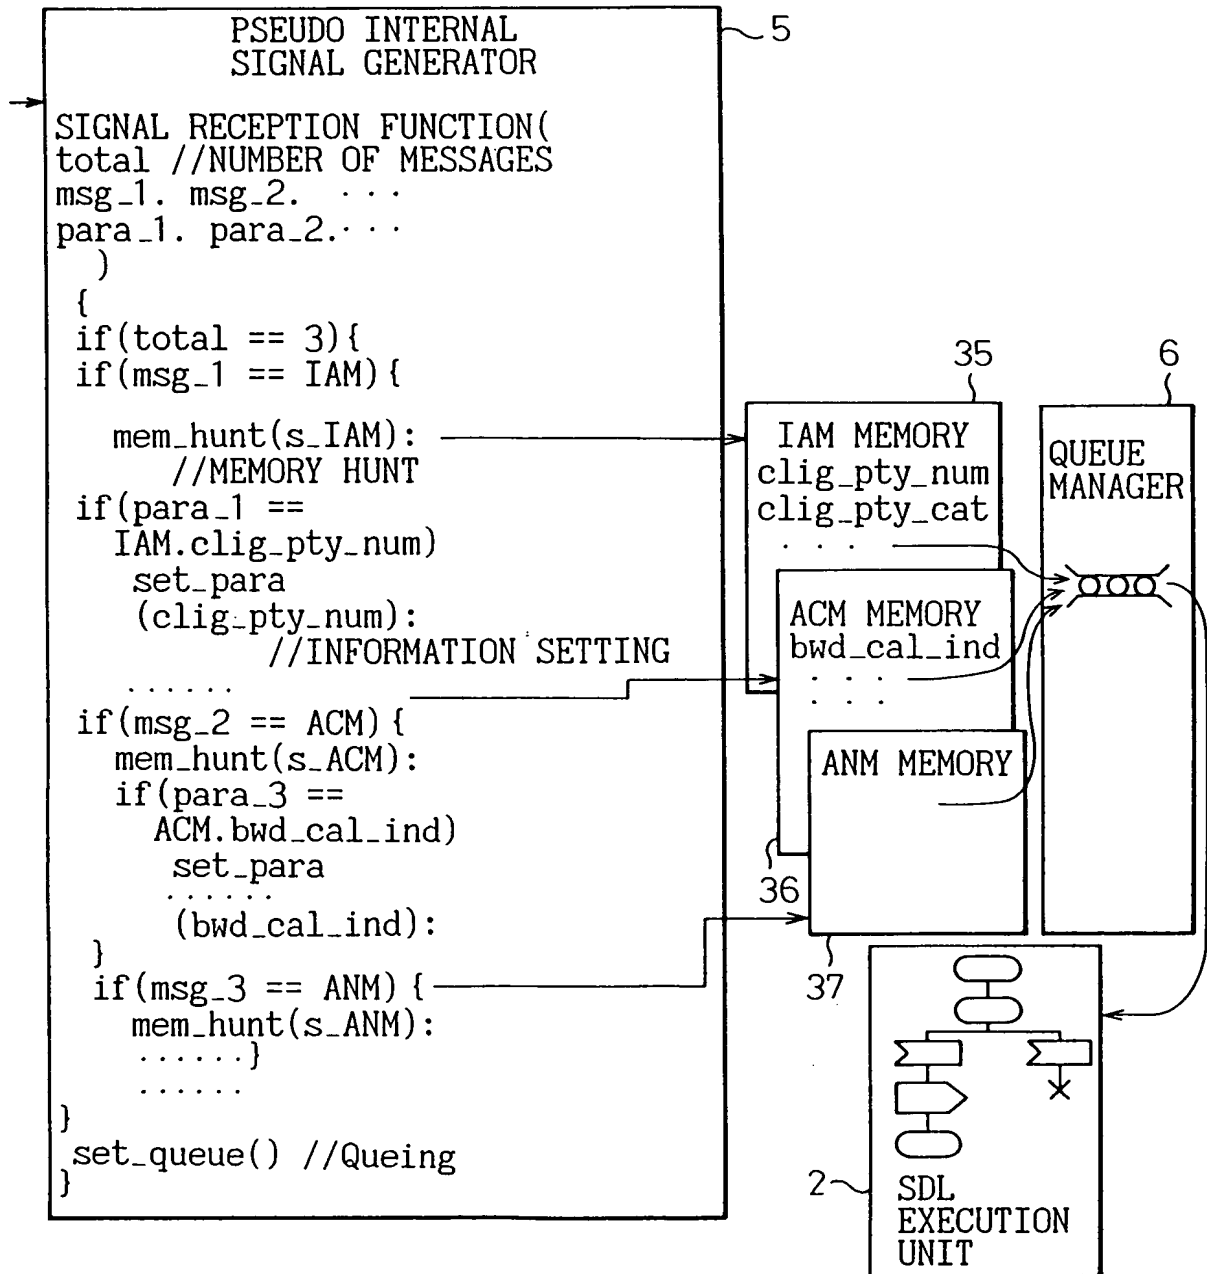 PSEUDO INTERNAL
SIGNAL GENERATOR
5
SIGNAL RECEPTION FUNCTION(
total //NUMBER OF MESSAGES
msg_1. msg_2. ...
para_1. para_2....
)
{
if(total == 3){
if(msg_1 == IAM){
mem_hunt(s_IAM):
//MEMORY HUNT
if(para_1 ==
IAM.clig_pty_num)
set_para
(clig_pty_num):
//INFORMATION SETTING
......
if(msg_2 == ACM){
mem_hunt(s_ACM):
if(para_3 ==
ACM.bwd_cal_ind)
set_para
......
(bwd_cal_ind):
}
if(msg_3 == ANM){
mem_hunt(s_ANM):
......}
......
}
set_queue() //Queing
}
35
IAM MEMORY
clig_pty_num
clig_pty_cat
....
ACM MEMORY
bwd_cal_ind
...
...
36
ANM MEMORY
37
6
QUEUE
MANAGER
2
SDL
EXECUTION
UNIT